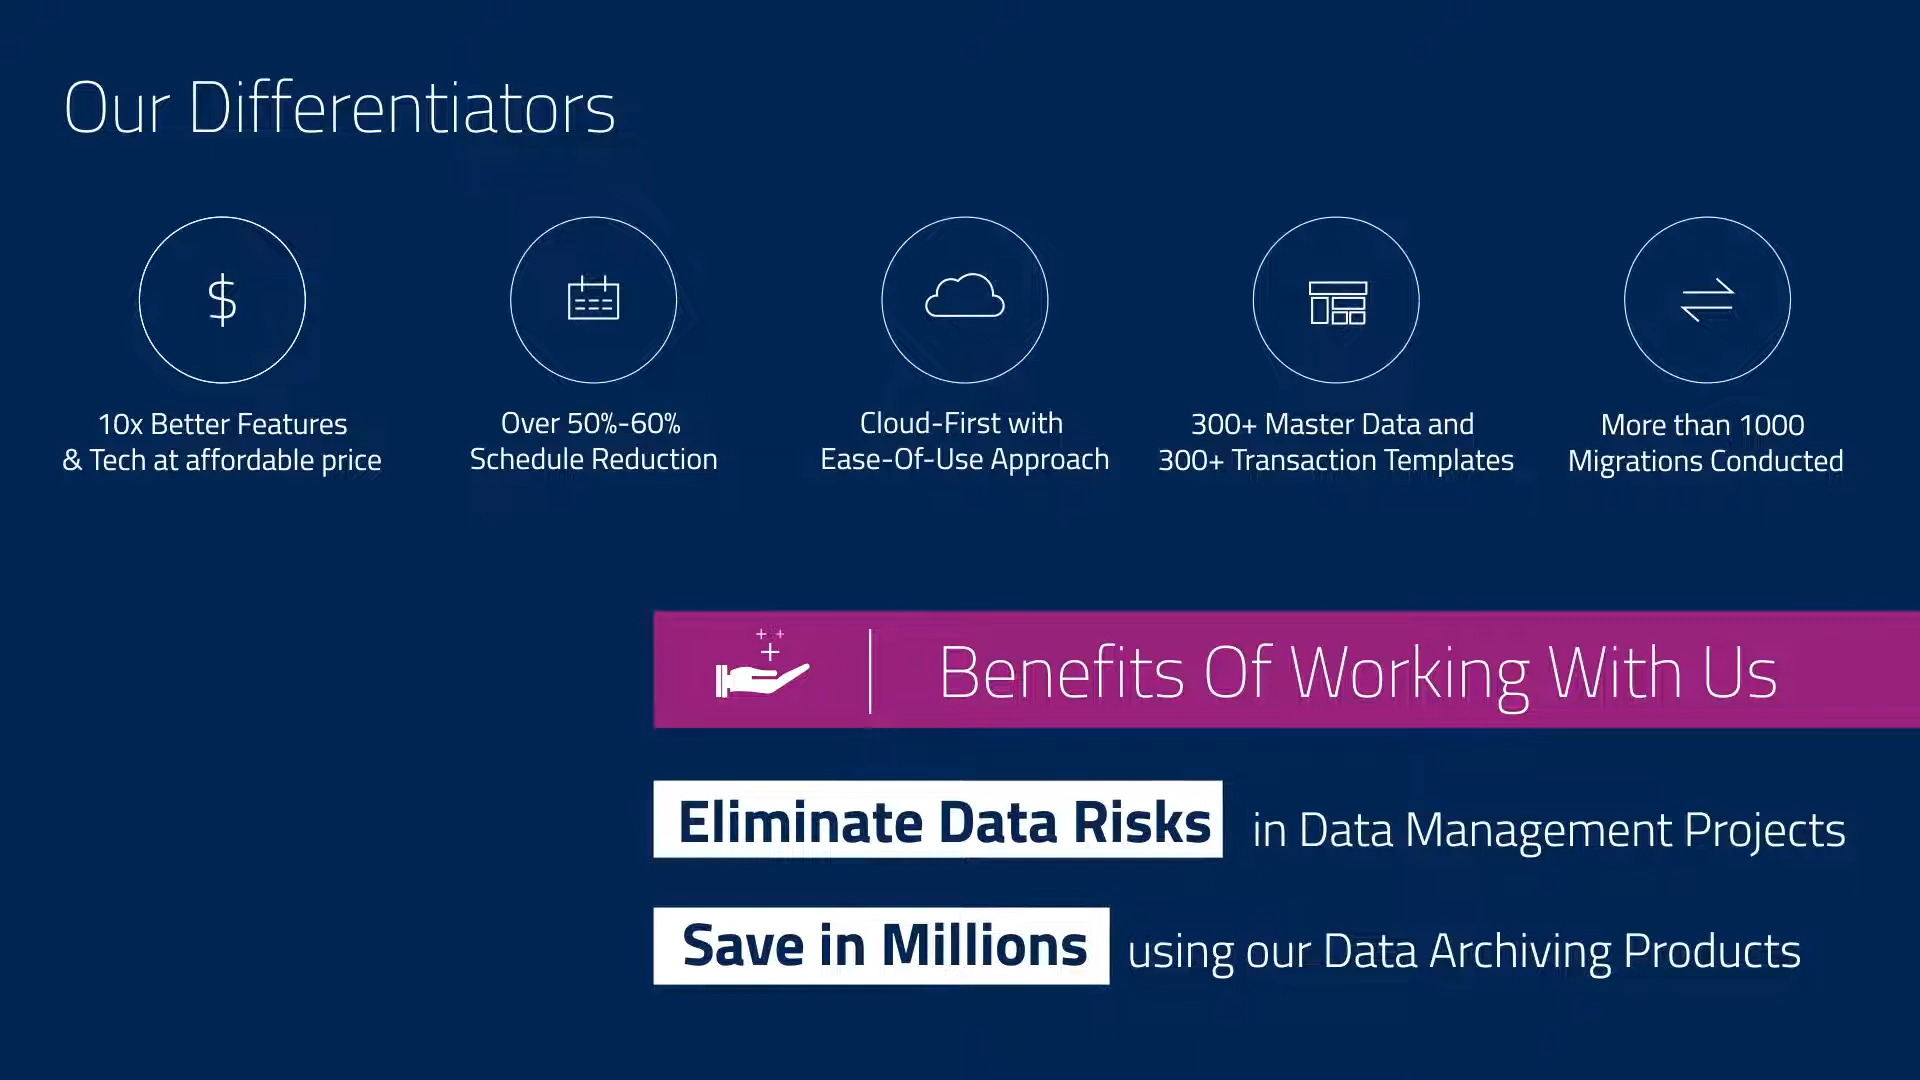 Our Differentiators
$
10x Better Features
& Tech at affordable price
Over 50%-60%
Schedule Reduction
Cloud-First with
Ease-Of-Use Approach
300+ Master Data and
300+ Transaction Templates
More than 1000
Migrations Conducted
Benefits Of Working With Us
Eliminate Data Risks in Data Management Projects
Save in Millions using our Data Archiving Products